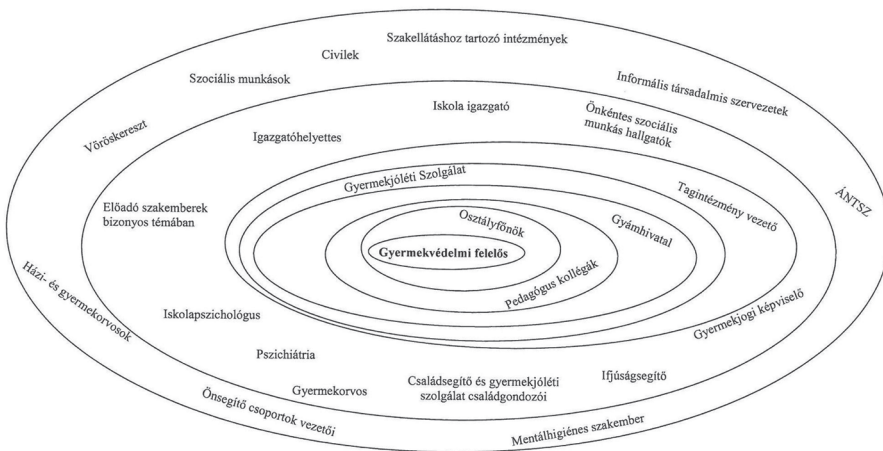 Szakellátáshoz tartozó intézmények
Civilek
Szociális munkások
Informális társadalmis szervezetek
Vöröskereszt
Iskola igazgató
Önkéntes szociális
munkás hallgatók
Igazgatóhelyettes
Gyermekjóléti Szolgálat
Tagintézmény vezető
ÁNTSZ
Előadó szakemberek
bizonyos témában
Osztályfőnök
Gyámhivatal
Gyermekvédelmi felelős
Pedagógus kollégák
Házi- és gyermekorvosok
Iskolapszichológus
Gyermekjogi képviselő
Pszichiátria
Gyermekorvos
Családsegítő és gyermekjóléti
szolgálat családgondozói
Ifjúságsegítő
Önsegítő csoportok vezetői
Mentálhigiénes szakember